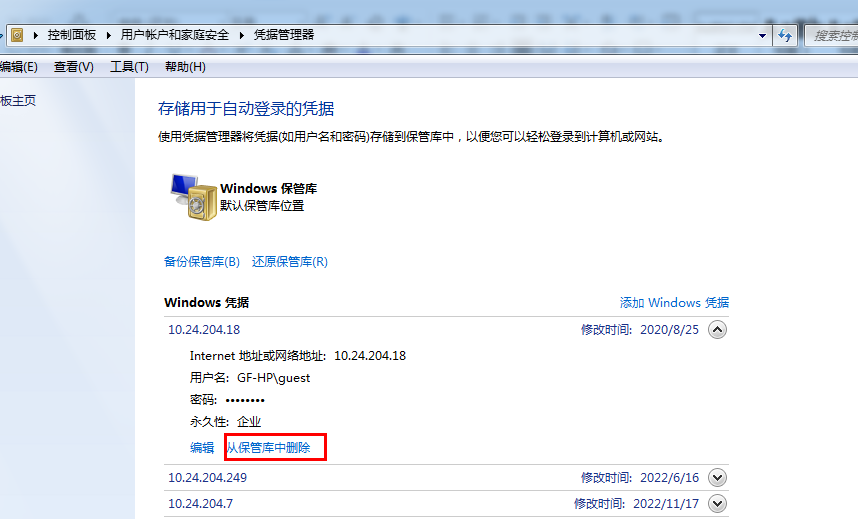 控制面板 ▸ 用户帐户和家庭安全 ▸ 凭据管理器
搜索控制
编辑(E) 查看(V) 工具(T) 帮助(H)
板主页
存储用于自动登录的凭据
使用凭据管理器将凭据(如用户名和密码)存储到保管库中，以便您可以轻松登录到计算机或网站。
Windows 保管库
默认保管库位置
备份保管库(B) 还原保管库(R)
Windows 凭据 添加 Windows 凭据
10.24.204.18 修改时间: 2020/8/25
Internet 地址或网络地址: 10.24.204.18
用户名: GF-HP\guest
密码: ••••••••
永久性: 企业
编辑 从保管库中删除
10.24.204.249 修改时间: 2022/6/16
10.24.204.7 修改时间: 2022/11/17